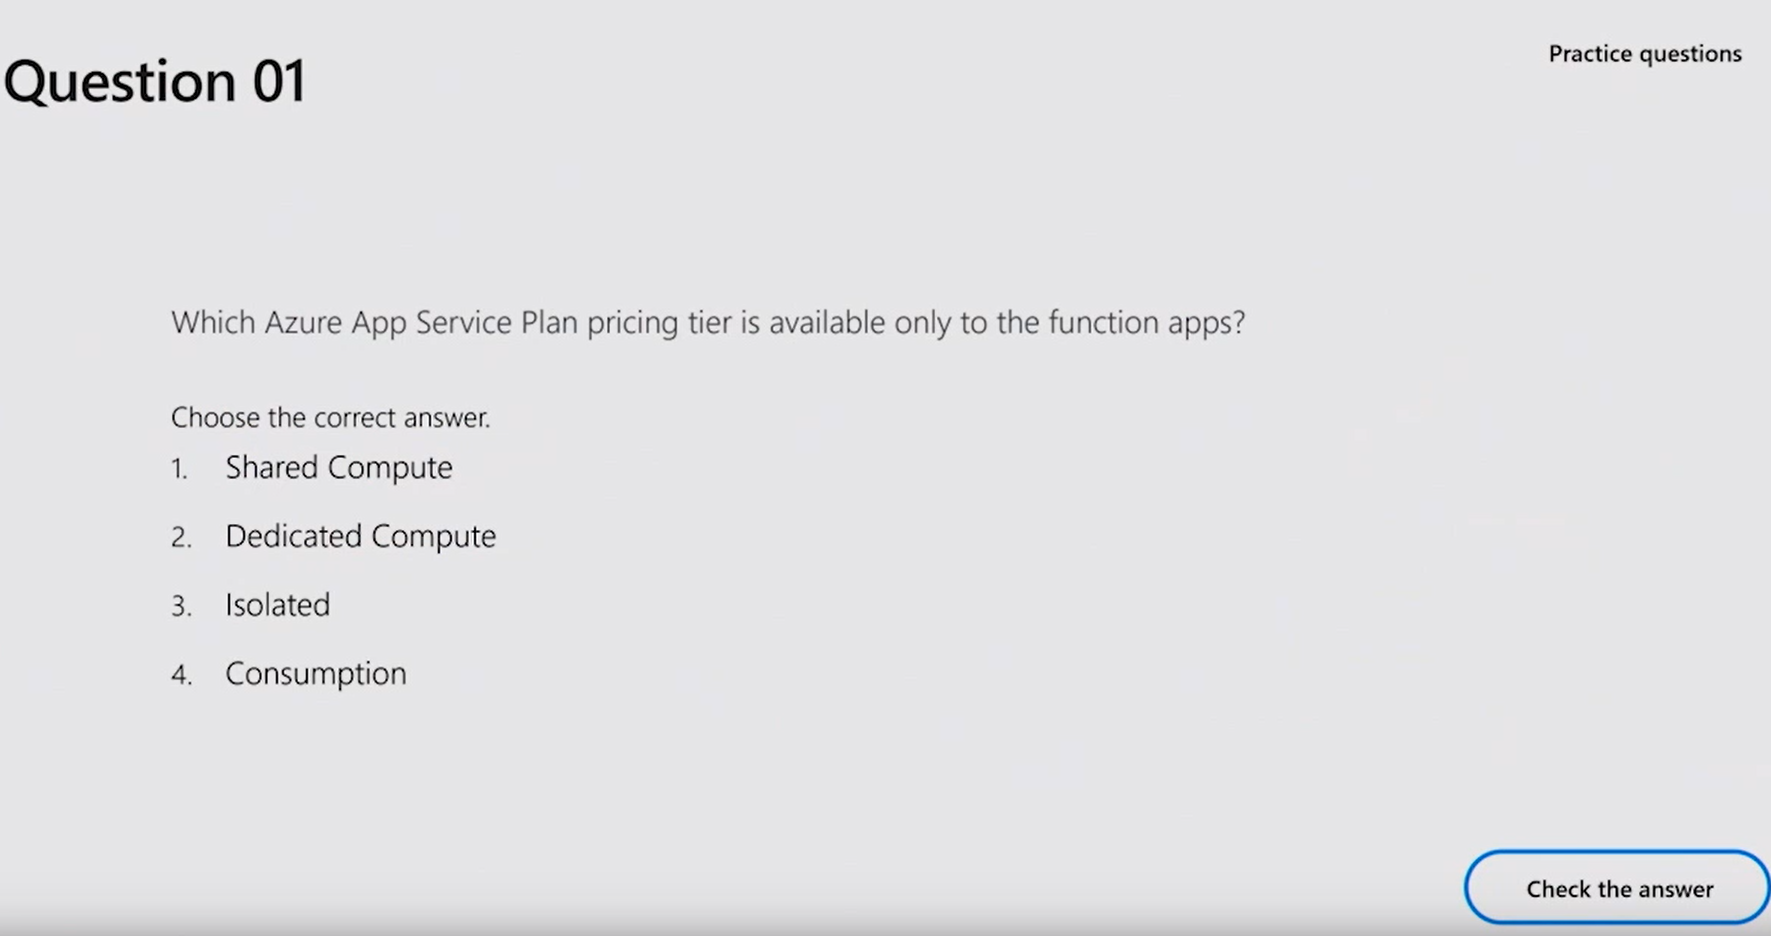 Practice questions
Question 01
Which Azure App Service Plan pricing tier is available only to the function apps?
Choose the correct answer.
1. Shared Compute
2. Dedicated Compute
3. Isolated
4. Consumption
Check the answer